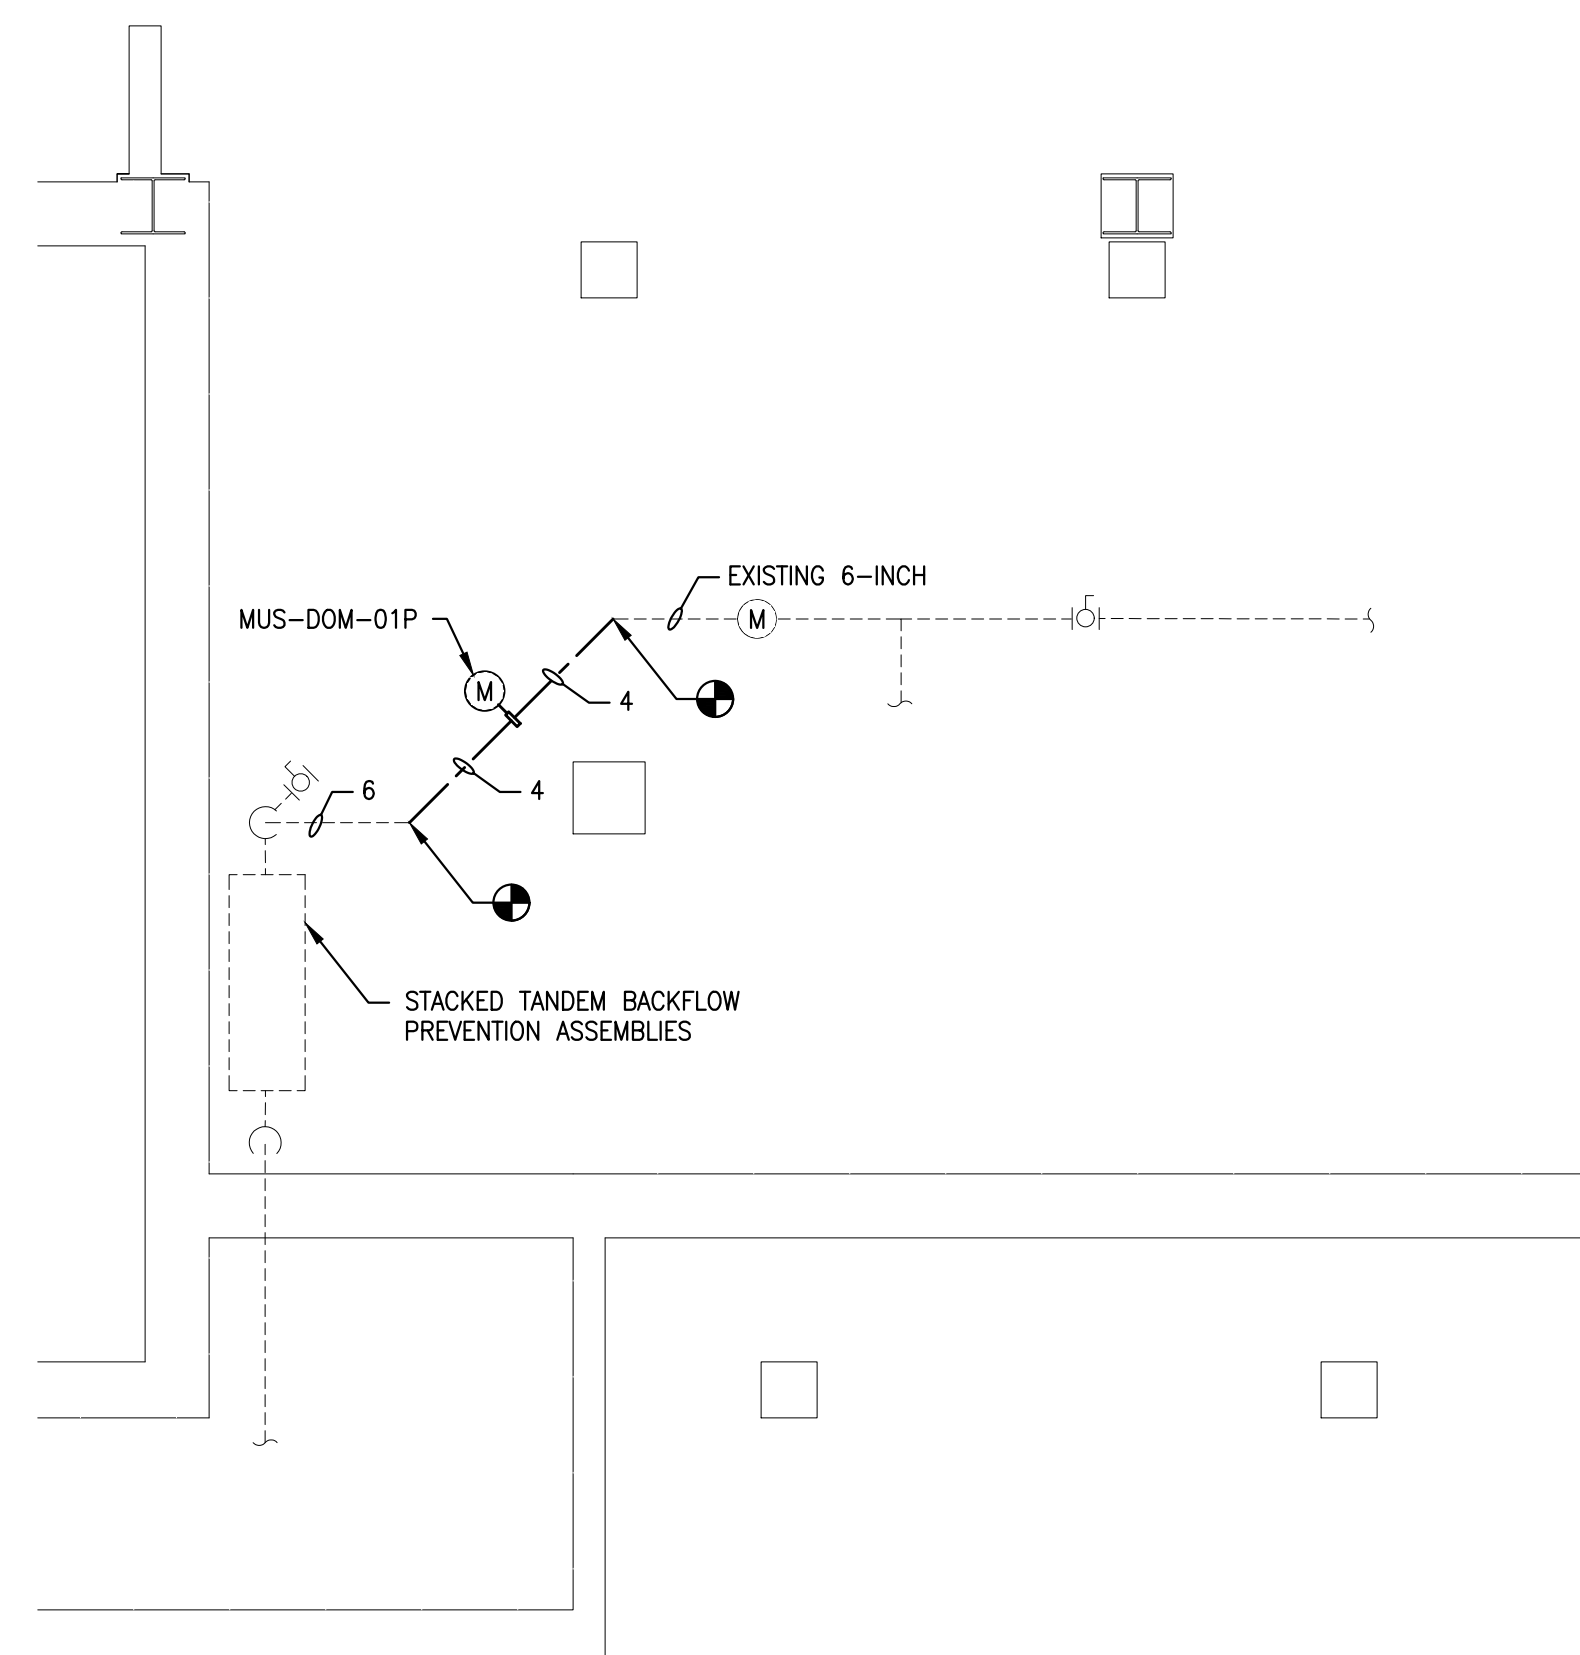 EXISTING 6-INCH
MUS-DOM-01P
M
M
4
4
6
STACKED TANDEM BACKFLOW
PREVENTION ASSEMBLIES